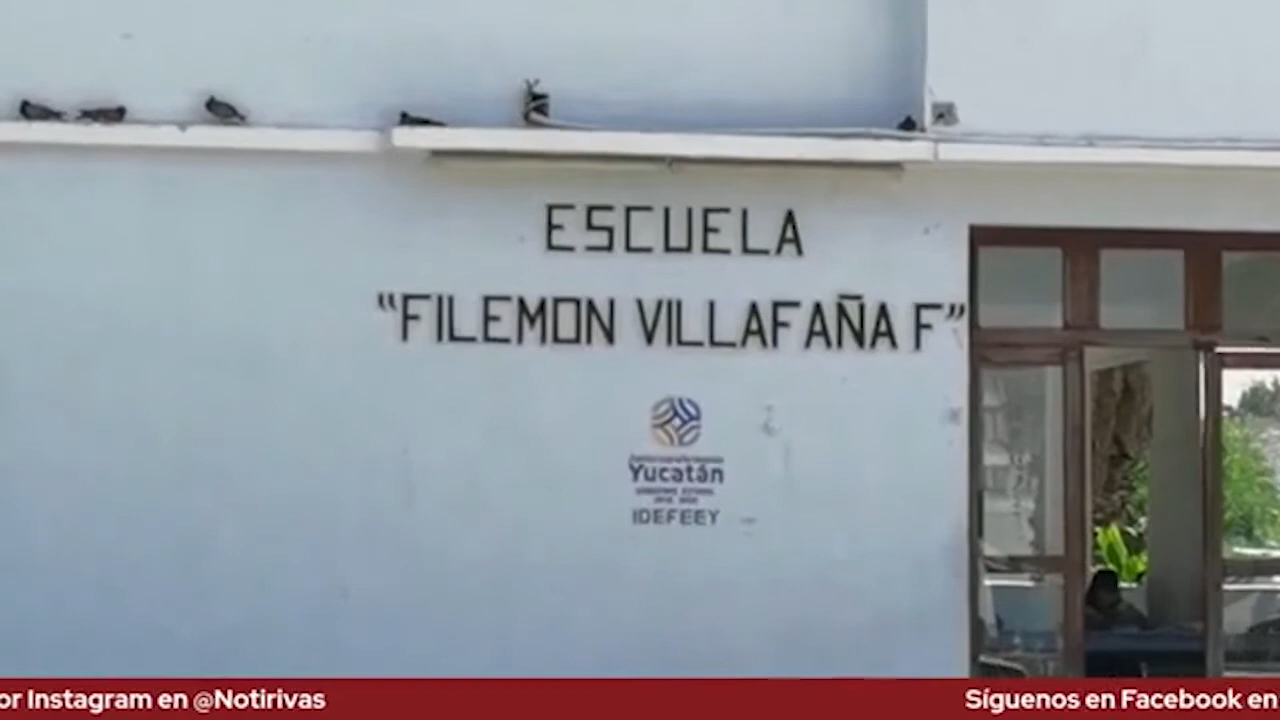 ESCUELA
“FILEMON VILLAFAÑA F”
Yucatán
IDEFEEY
or Instagram en @Notirivas
Síguenos en Facebook en